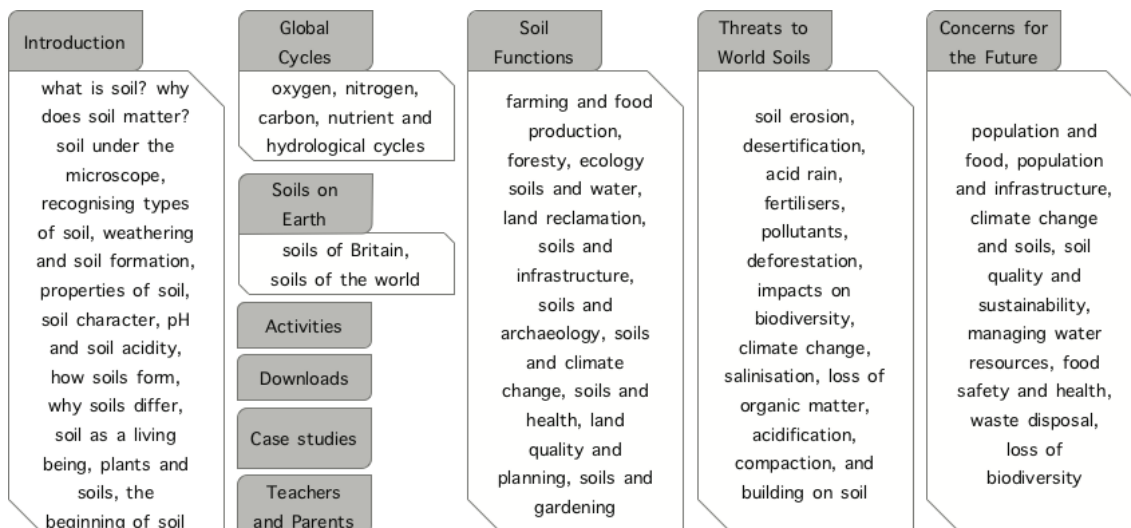 Introduction
what is soil? why
does soil matter?
soil under the
microscope,
recognising types
of soil, weathering
and soil formation,
properties of soil,
soil character, pH
and soil acidity,
how soils form,
why soils differ,
soil as a living
being, plants and
soils, the
beginning of soil
Global
Cycles
oxygen, nitrogen,
carbon, nutrient and
hydrological cycles
Soils on
Earth
soils of Britain,
soils of the world
Activities
Downloads
Case studies
Teachers
and Parents
Soil
Functions
farming and food
production,
foresty, ecology
soils and water,
land reclamation,
soils and
infrastructure,
soils and
archaeology, soils
and climate
change, soils and
health, land
quality and
planning, soils and
gardening
Threats to
World Soils
soil erosion,
desertification,
acid rain,
fertilisers,
pollutants,
deforestation,
impacts on
biodiversity,
climate change,
salinisation, loss of
organic matter,
acidification,
compaction, and
building on soil
Concerns for
the Future
population and
food, population
and infrastructure,
climate change
and soils, soil
quality and
sustainability,
managing water
resources, food
safety and health,
waste disposal,
loss of
biodiversity